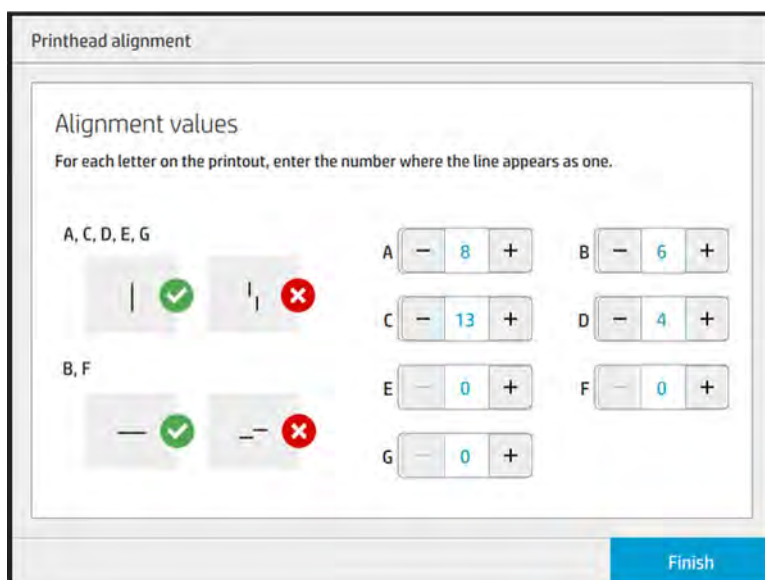 Printhead alignment
Alignment values
For each letter on the printout, enter the number where the line appears as one.
A, C, D, E, G
A − 8 +
B − 6 +
C − 13 +
D − 4 +
B, F
E − 0 +
F − 0 +
G − 0 +
Finish